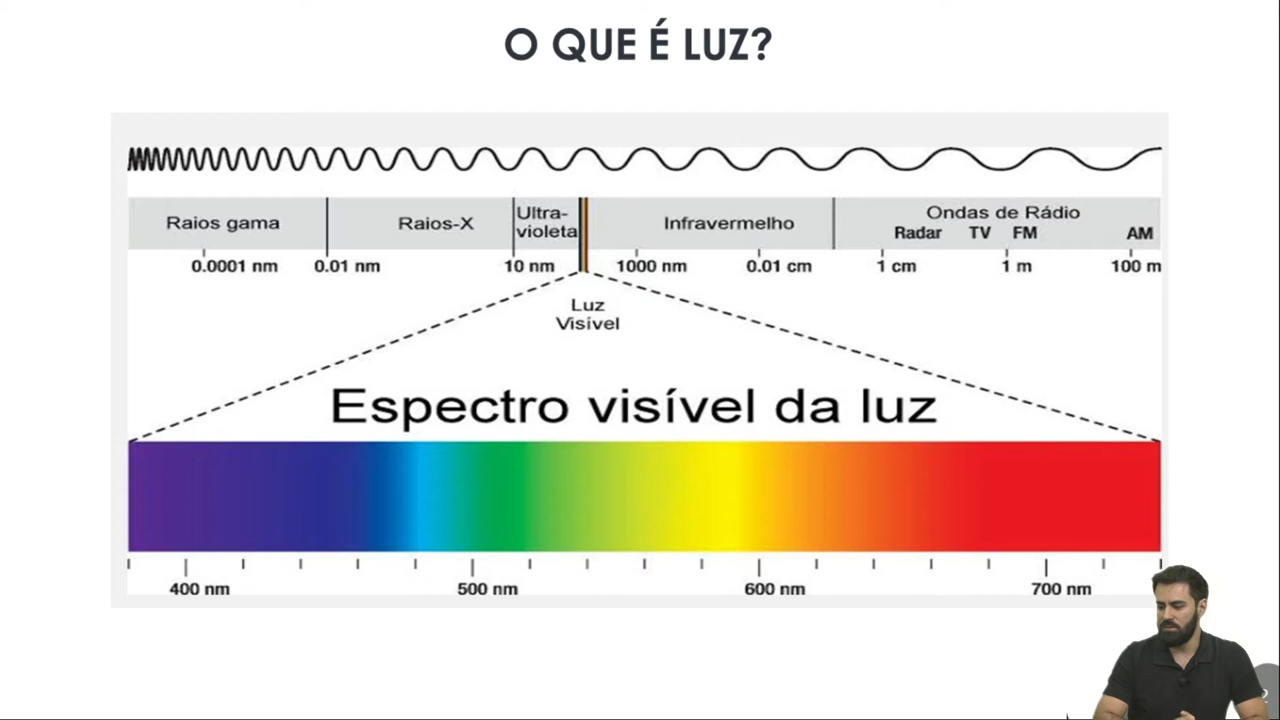 O QUE É LUZ?
Raios gama
Raios-X
Ultra-
violeta
Infravermelho
Ondas de Rádio
Radar TV FM AM
0.0001 nm 0.01 nm 10 nm 1000 nm 0.01 cm 1 cm 1 m 100 m
Luz
Visível
Espectro visível da luz
400 nm 500 nm 600 nm 700 nm
2